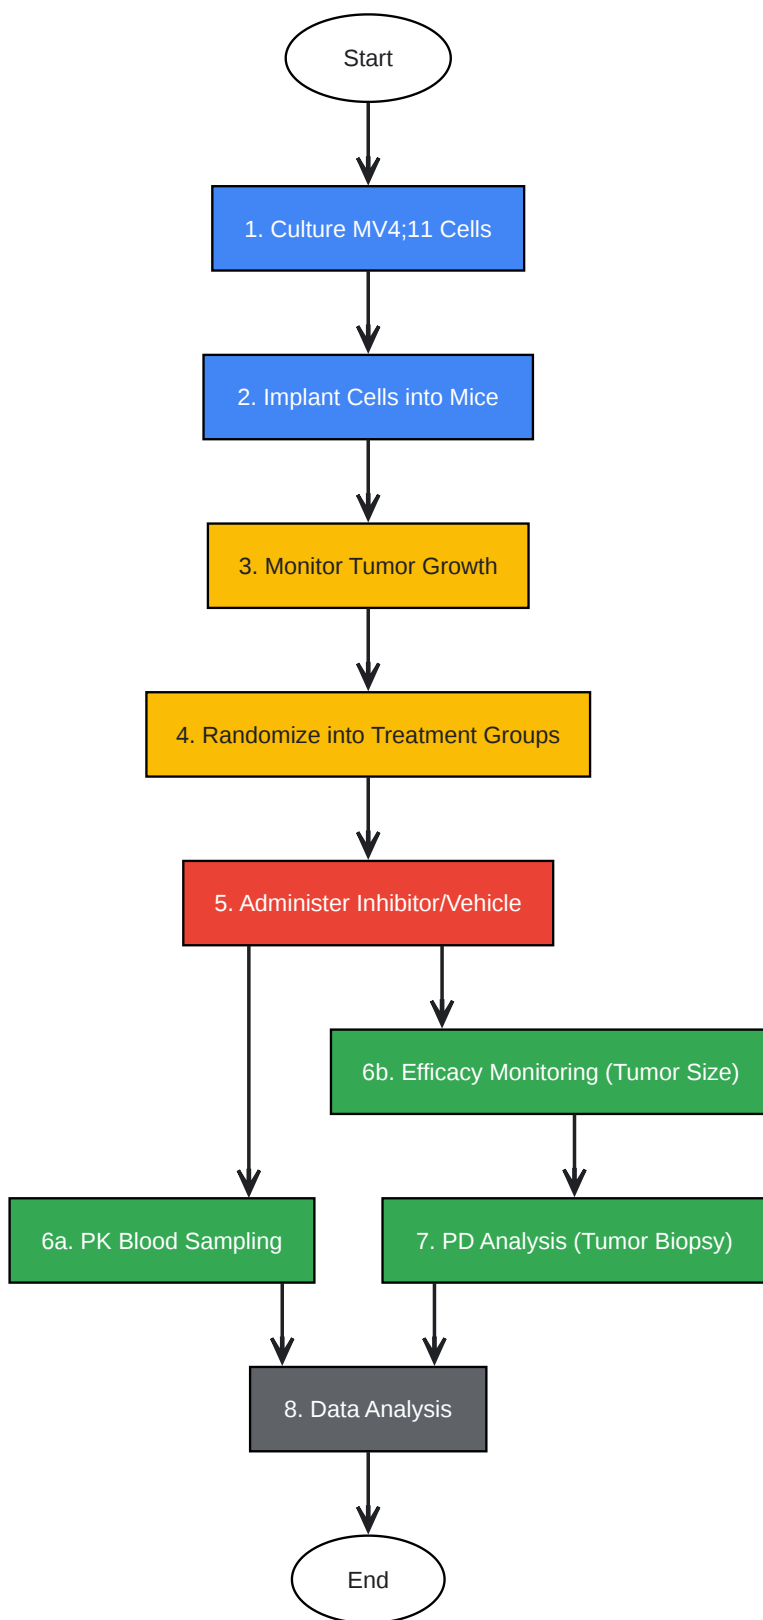 Start
1. Culture MV4;11 Cells
2. Implant Cells into Mice
3. Monitor Tumor Growth
4. Randomize into Treatment Groups
5. Administer Inhibitor/Vehicle
6b. Efficacy Monitoring (Tumor Size)
6a. PK Blood Sampling
7. PD Analysis (Tumor Biopsy)
8. Data Analysis
End